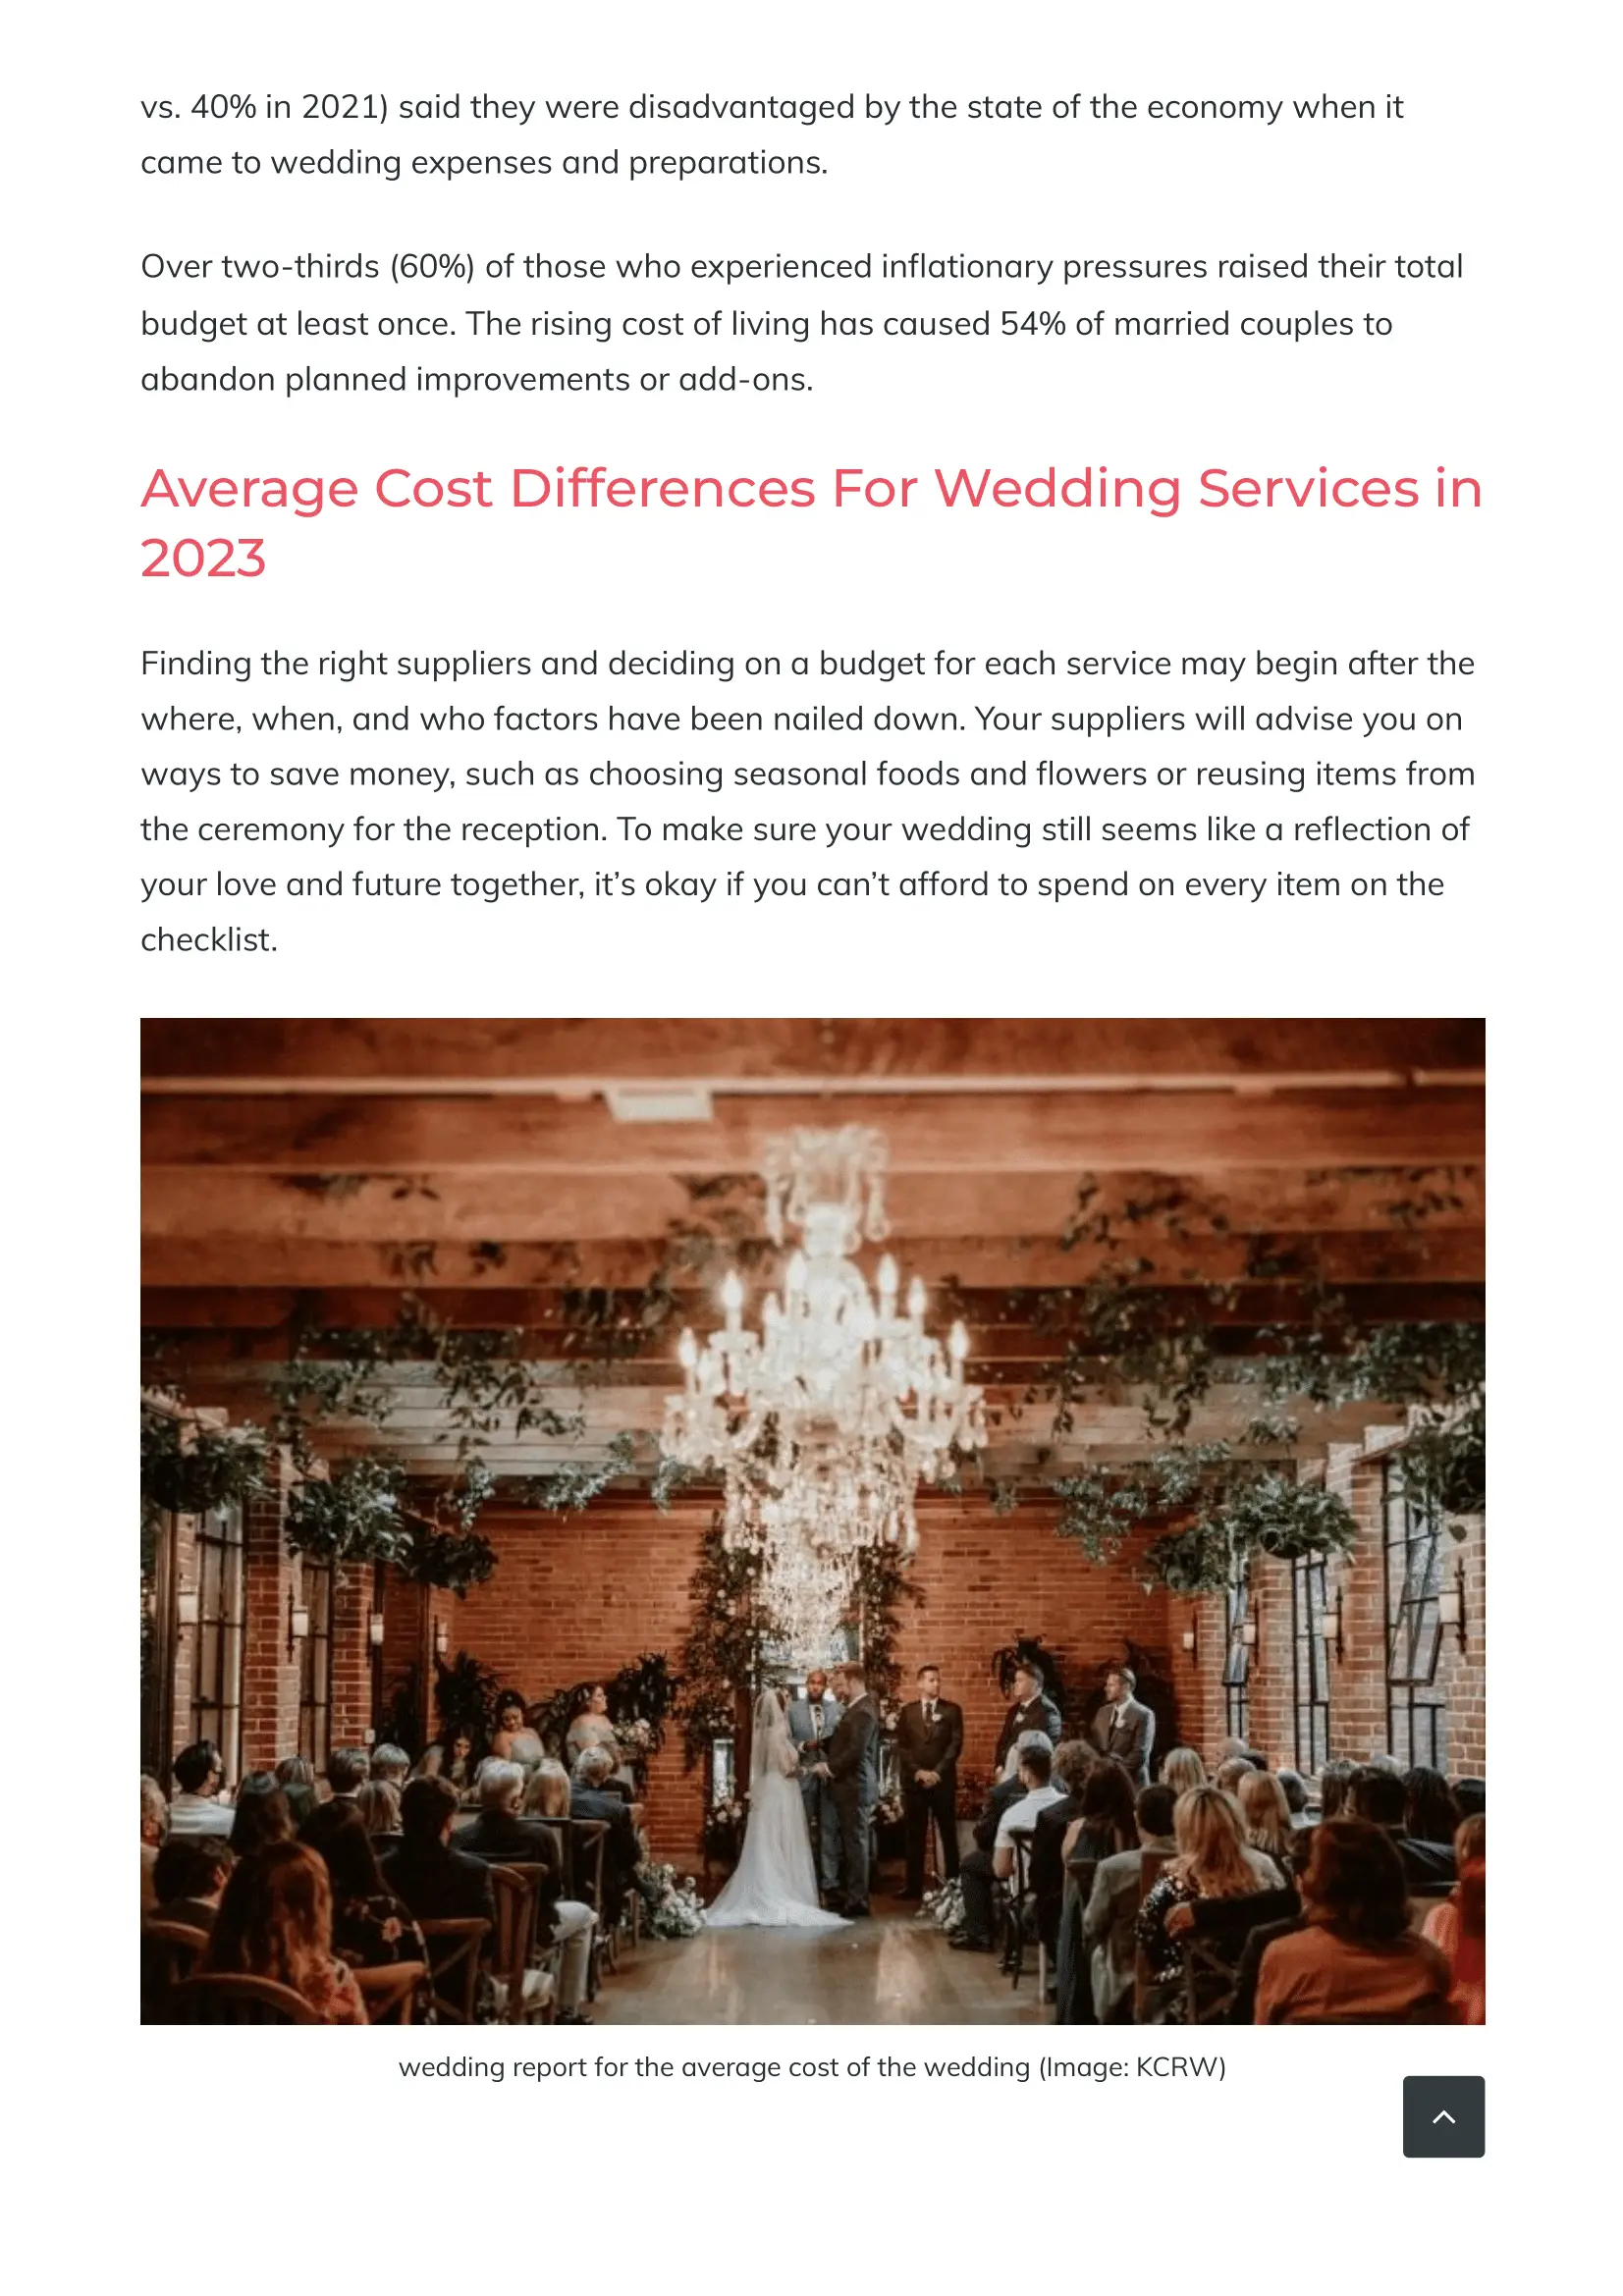 vs. 40% in 2021) said they were disadvantaged by the state of the economy when it
came to wedding expenses and preparations.
Over two-thirds (60%) of those who experienced inflationary pressures raised their total
budget at least once. The rising cost of living has caused 54% of married couples to
abandon planned improvements or add-ons.
Average Cost Differences For Wedding Services in
2023
Finding the right suppliers and deciding on a budget for each service may begin after the
where, when, and who factors have been nailed down. Your suppliers will advise you on
ways to save money, such as choosing seasonal foods and flowers or reusing items from
the ceremony for the reception. To make sure your wedding still seems like a reflection of
your love and future together, it’s okay if you can’t afford to spend on every item on the
checklist.
wedding report for the average cost of the wedding (Image: KCRW)